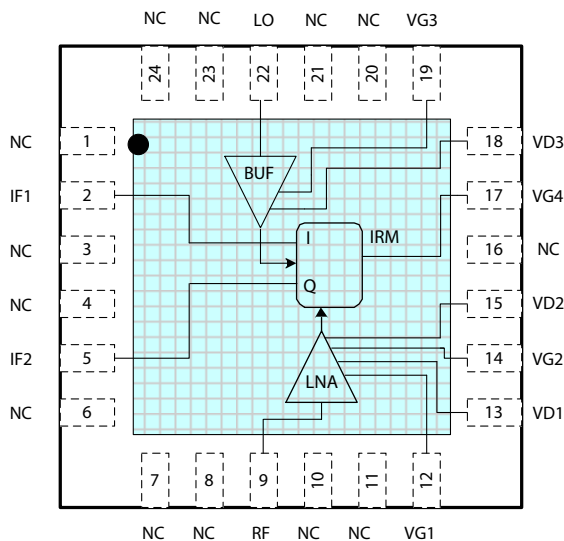 NC NC LO NC NC VG3
24 23 22 21 20 19
NC 1 18 VD3
BUF
IF1 2 17 VG4
I IRM
NC 3 16 NC
Q
NC 4 15 VD2
IF2 5 14 VG2
LNA
NC 6 13 VD1
7 8 9 10 11 12
NC NC RF NC NC VG1